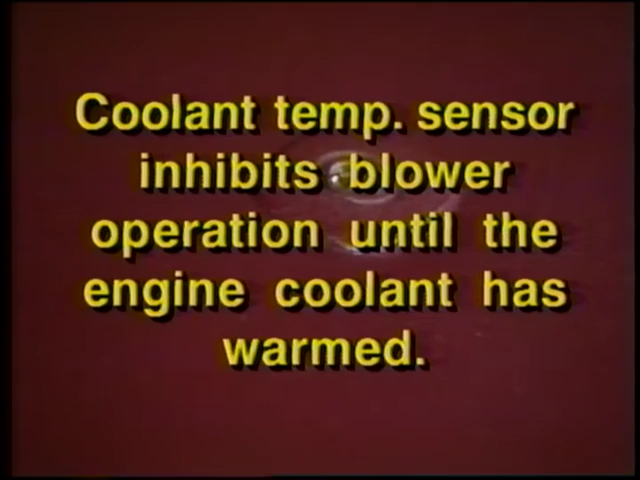 Coolant temp. sensor
inhibits blower
operation until the
engine coolant has
warmed.